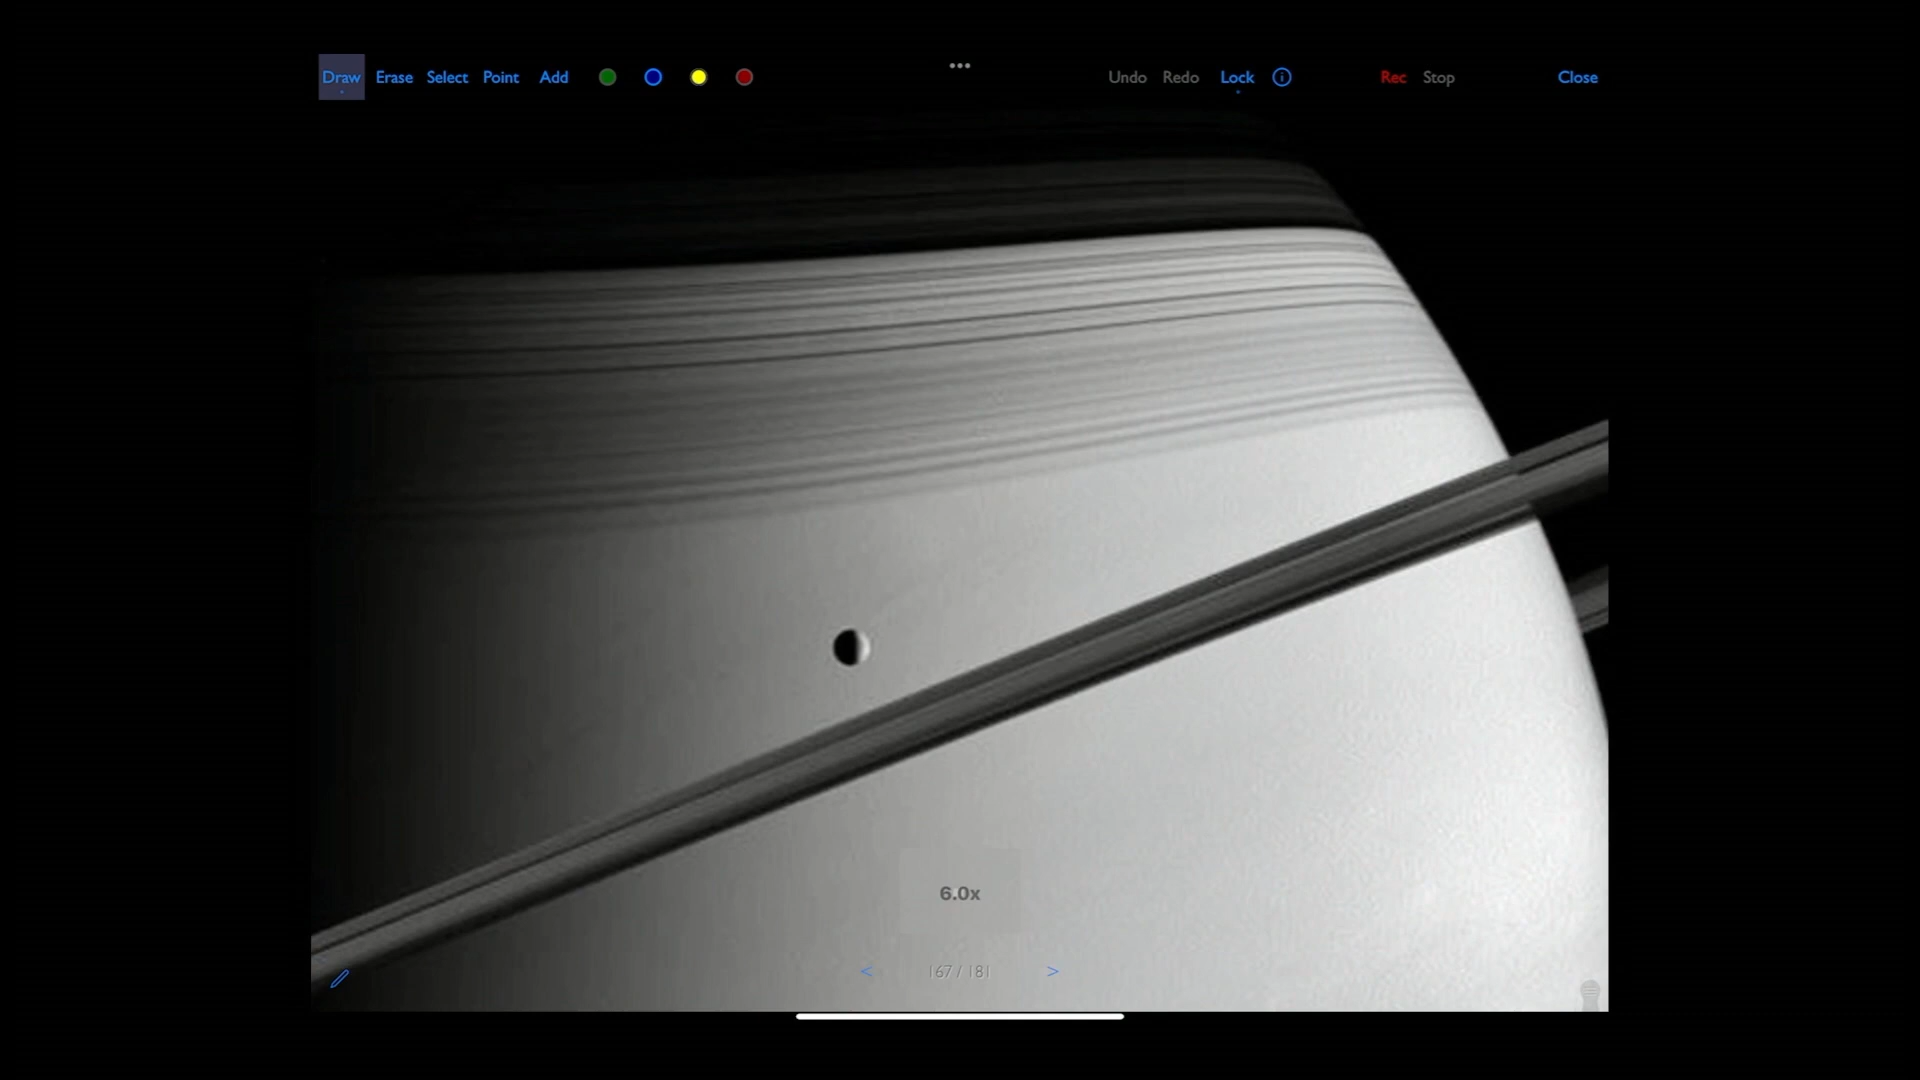 Draw Erase Select Point Add Undo Redo Lock Rec Stop Close
6.0x
< 167 / 181 >